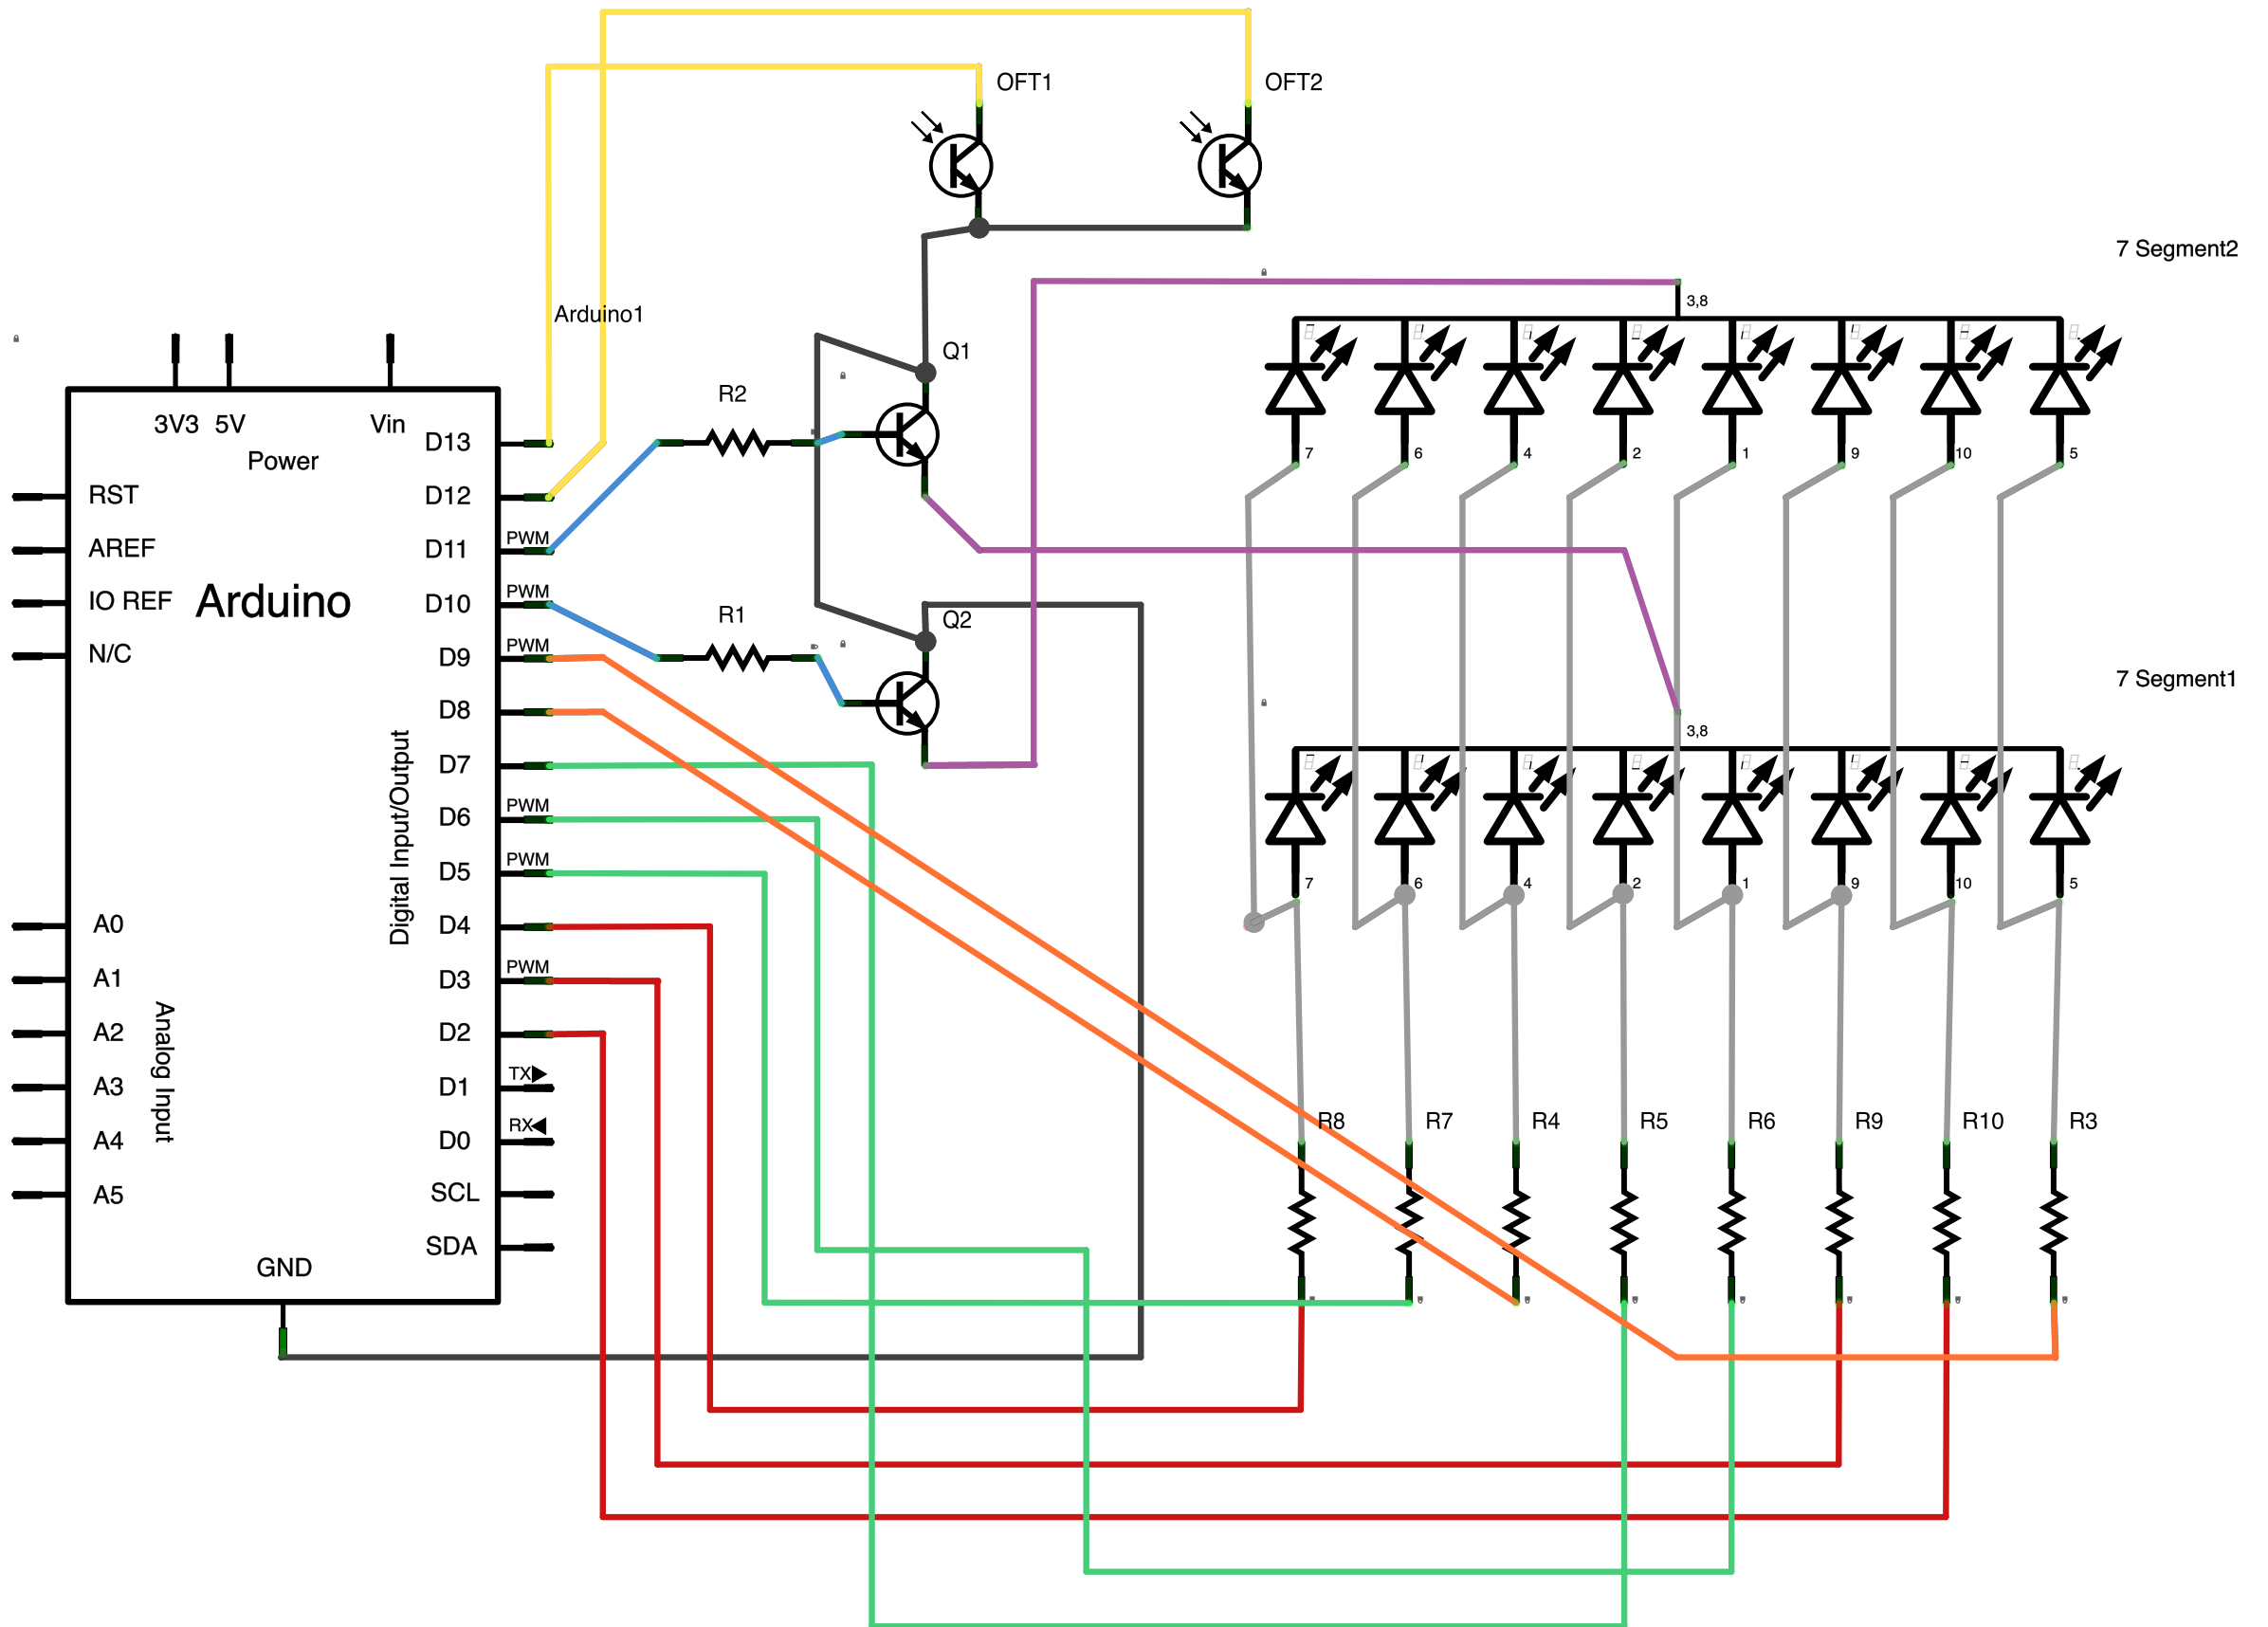 OFT1
OFT2
7 Segment2
3,8
Arduino1
Q1
R2
3V3
5V
Vin
Power
D13
RST
D12
AREF
PWM
D11
IO REF
Arduino
PWM
D10
N/C
PWM
D9
D8
D7
PWM
D6
PWM
D5
Digital Input/Output
A0
D4
A1
PWM
D3
A2
D2
A3
TX
D1
A4
RX
D0
A5
SCL
SDA
Analog Input
GND
R1
Q2
7
6
4
2
1
9
10
5
7 Segment1
3,8
7
6
4
2
1
9
10
5
R8
R7
R4
R5
R6
R9
R10
R3